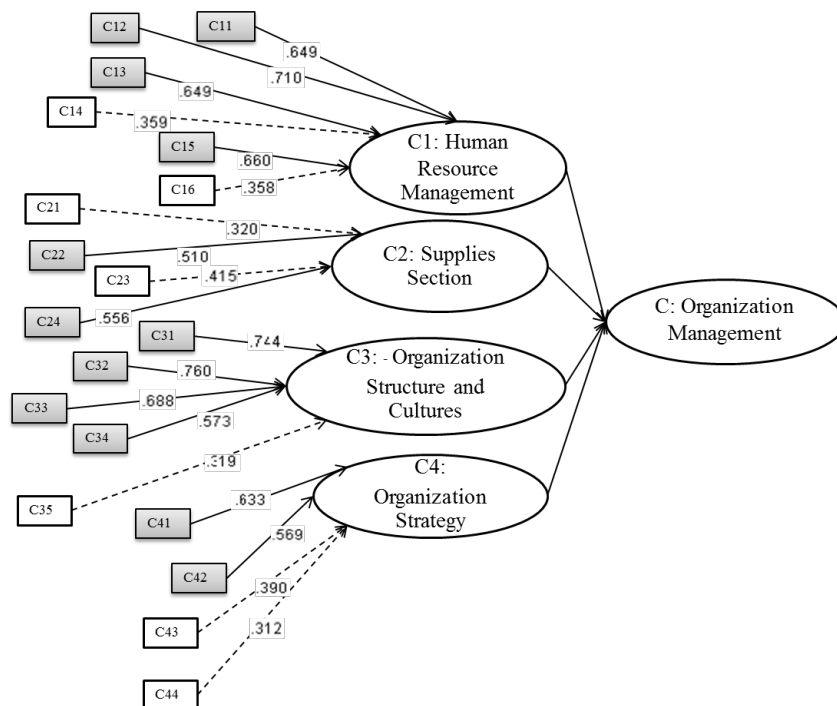 C12
C11
.649
.710
C13
.649
C14
.359
C15
.660
C16
.358
C1: Human
Resource
Management
C21
.320
C22
.510
C23
.415
C24
.556
C2: Supplies
Section
C: Organization
Management
C31
.744
C32
.760
C33
.688
C34
.573
C35
.319
C3: - Organization
Structure and
Cultures
C41
.633
C42
.569
C43
.390
C44
.312
C4:
Organization
Strategy